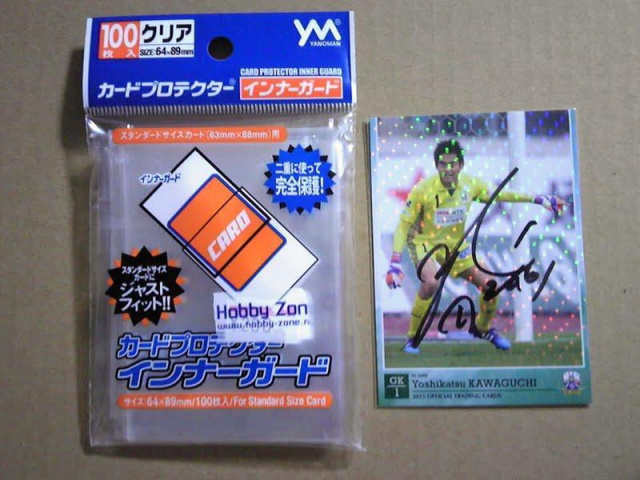 100
枚入
クリア
SIZE:64×89mm
YM
YANOMAN
CARD PROTECTOR INNER GUARD
カードプロテクター®
インナーガード
スタンダードサイズカード(63mm×88mm)用
インナーガード
二重に使って
完全保護!
CARD
スタンダードサイズ
カードに
ジャスト
フィット!!
Hobby Zon
www.hobby-zone.n
カードプロテクター
インナーガード
サイズ:64×89mm/100枚入/For Standard Size Card
1
GK
1
Yoshikatsu KAWAGUCHI
2015 OFFICIAL TRADING CARDS